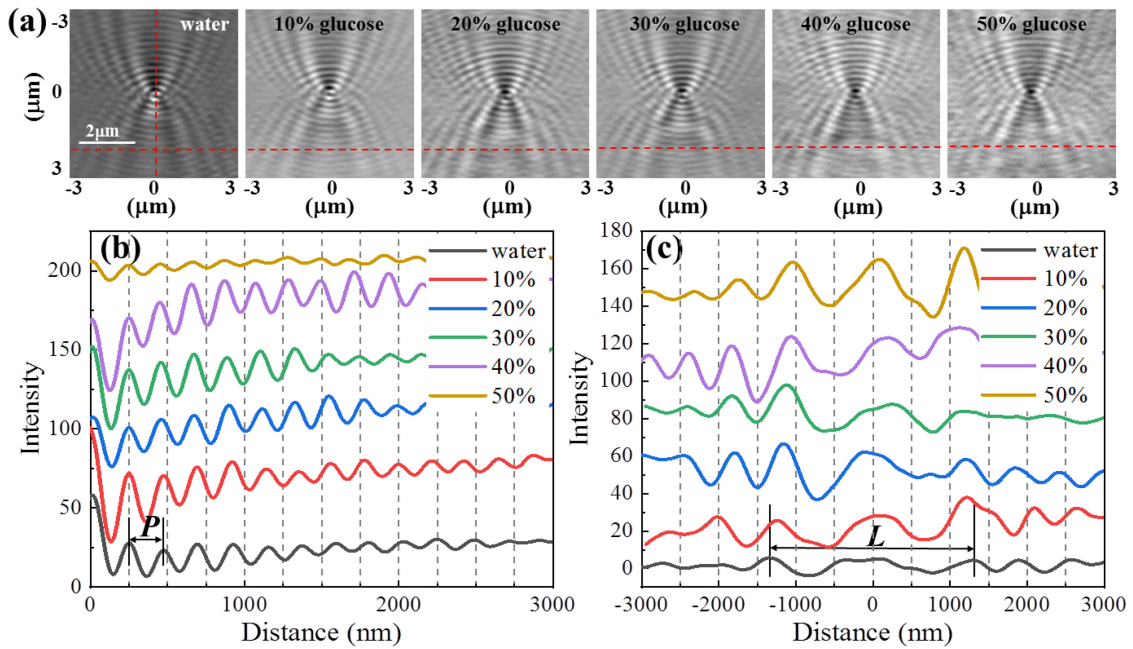 (a)
-3
0
(μm)
3
water
10% glucose
20% glucose
30% glucose
40% glucose
50% glucose
2μm
-3 0 3 -3 0 3 -3 0 3 -3 0 3 -3 0 3 -3 0 3
(μm) (μm) (μm) (μm) (μm) (μm)
(b)
200
150
100
50
0
Intensity
water
10%
20%
30%
40%
50%
P
0 1000 2000 3000
Distance (nm)
(c)
180
160
140
120
100
80
60
40
20
0
Intensity
water
10%
20%
30%
40%
50%
L
-3000 -2000 -1000 0 1000 2000 3000
Distance (nm)